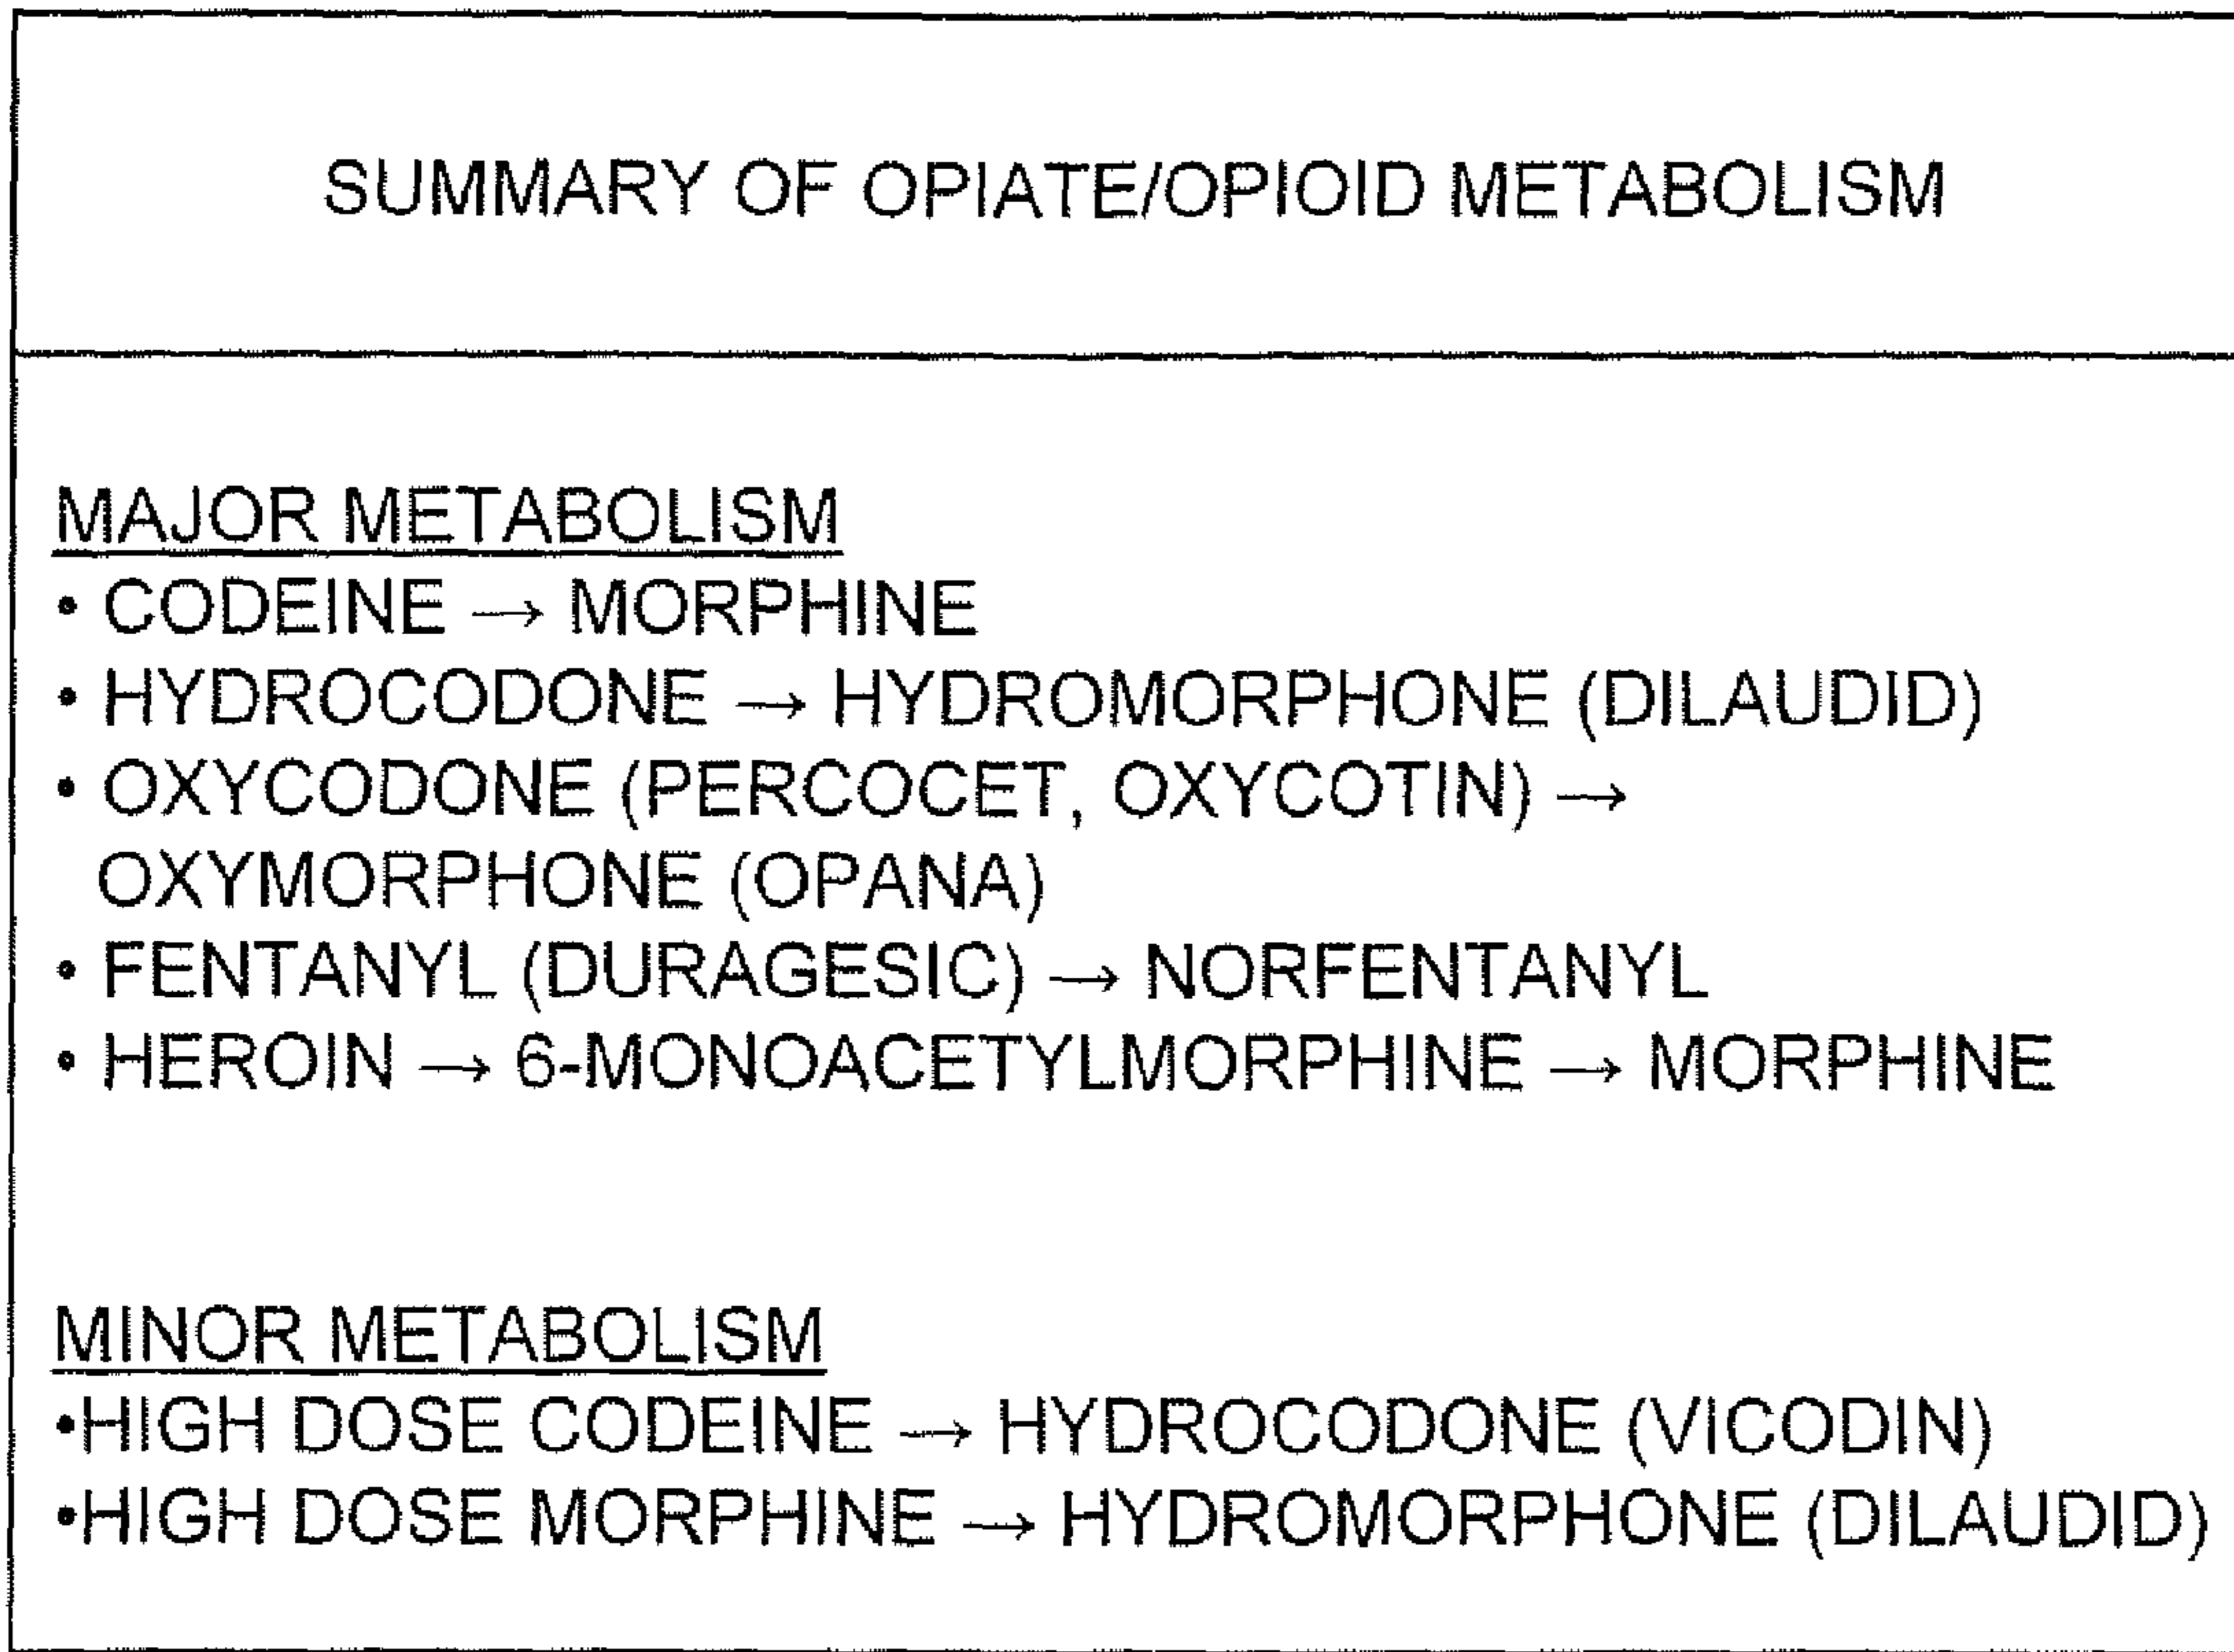 SUMMARY OF OPIATE/OPIOID METABOLISM
MAJOR METABOLISM
• CODEINE → MORPHINE
• HYDROCODONE → HYDROMORPHONE (DILAUDID)
• OXYCODONE (PERCOCET, OXYCOTIN) →
OXYMORPHONE (OPANA)
• FENTANYL (DURAGESIC) → NORFENTANYL
• HEROIN → 6-MONOACETYLMORPHINE → MORPHINE
MINOR METABOLISM
•HIGH DOSE CODEINE → HYDROCODONE (VICODIN)
•HIGH DOSE MORPHINE → HYDROMORPHONE (DILAUDID)